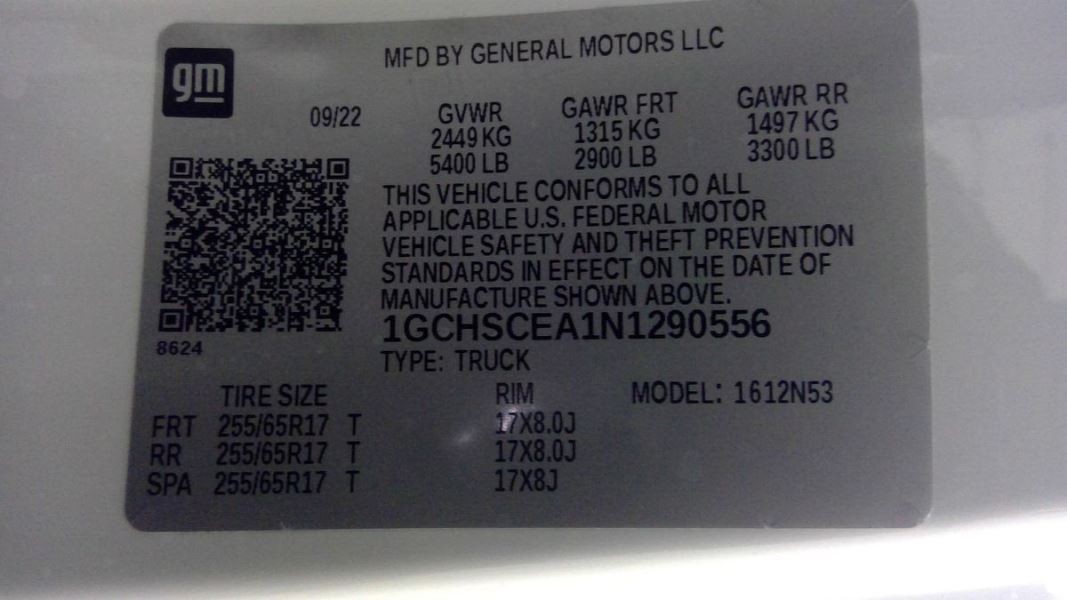 gm
MFD BY GENERAL MOTORS LLC
09/22 GVWR GAWR FRT GAWR RR
2449 KG 1315 KG 1497 KG
5400 LB 2900 LB 3300 LB
THIS VEHICLE CONFORMS TO ALL
APPLICABLE U.S. FEDERAL MOTOR
VEHICLE SAFETY AND THEFT PREVENTION
STANDARDS IN EFFECT ON THE DATE OF
MANUFACTURE SHOWN ABOVE.
1GCHSCEA1N1290556
8624
TYPE: TRUCK
TIRE SIZE RIM MODEL: 1612N53
FRT 255/65R17 T 17X8.0J
RR 255/65R17 T 17X8.0J
SPA 255/65R17 T 17X8J